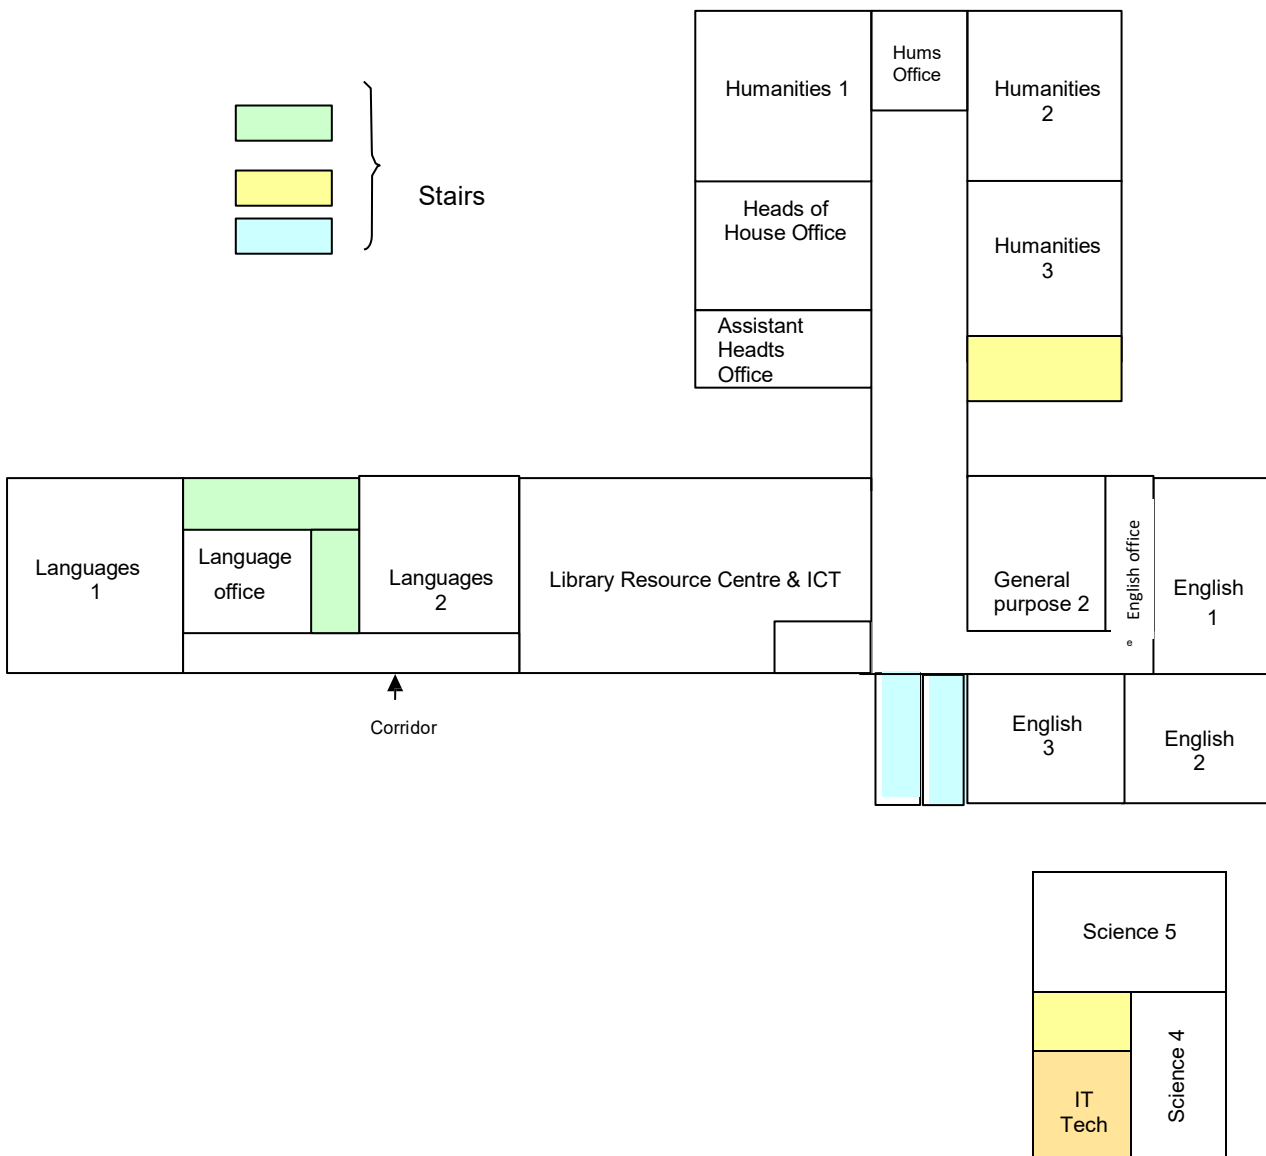 Humanities 1
Hums
Office
Humanities
2
Stairs
Heads of
House Office
Humanities
3
Assistant
Headts
Office
Languages
1
Language
office
Languages
2
Library Resource Centre & ICT
General
purpose 2
English office
e
English
1
Corridor
English
3
English
2
Science 5
Science 4
IT
Tech